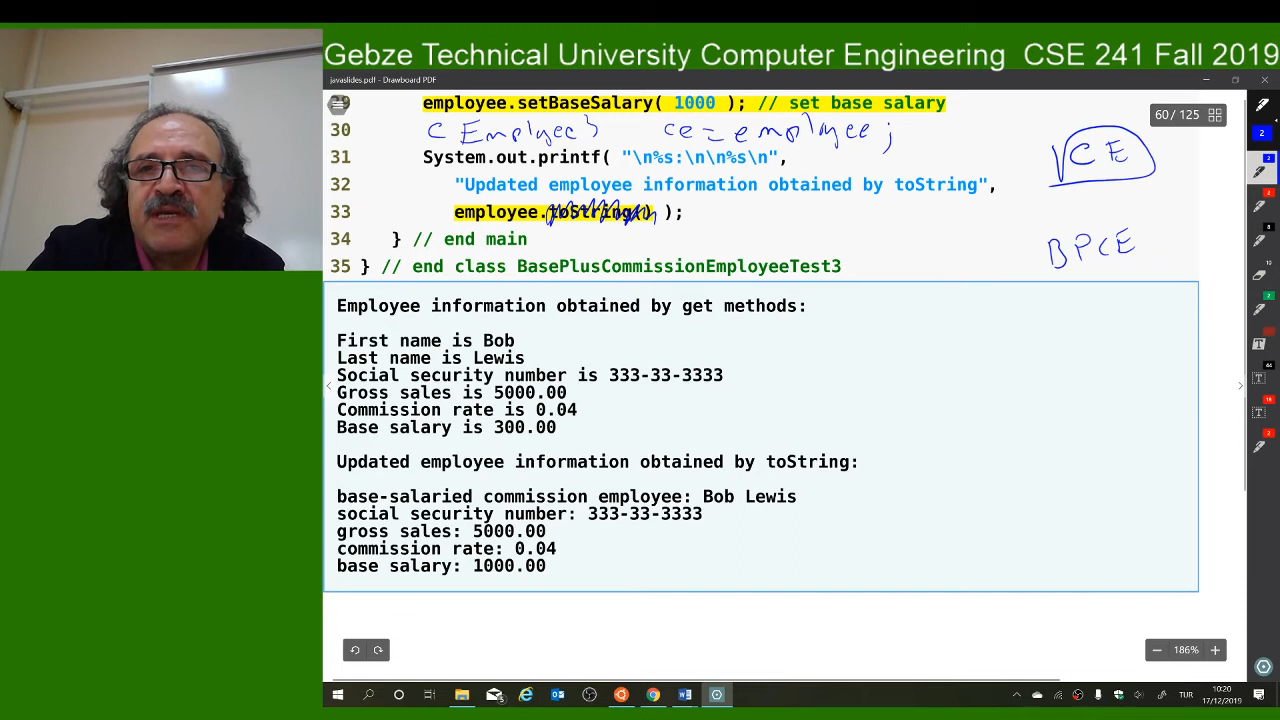 Gebze Technical University Computer Engineering CSE 241 Fall 2019
javaslides.pdf - Drawboard PDF
60 / 125
employee.setBaseSalary( 1000 ); // set base salary
30 C Employee ce = employee ;
31 System.out.printf( "\n%s:\n\n%s\n",
32 "Updated employee information obtained by toString",
33 employee.toString() );
34 } // end main
35 } // end class BasePlusCommissionEmployeeTest3
CE
BPCE
Employee information obtained by get methods:
First name is Bob
Last name is Lewis
Social security number is 333-33-3333
Gross sales is 5000.00
Commission rate is 0.04
Base salary is 300.00
Updated employee information obtained by toString:
base-salaried commission employee: Bob Lewis
social security number: 333-33-3333
gross sales: 5000.00
commission rate: 0.04
base salary: 1000.00
186%
TUR
10:20
17/12/2019